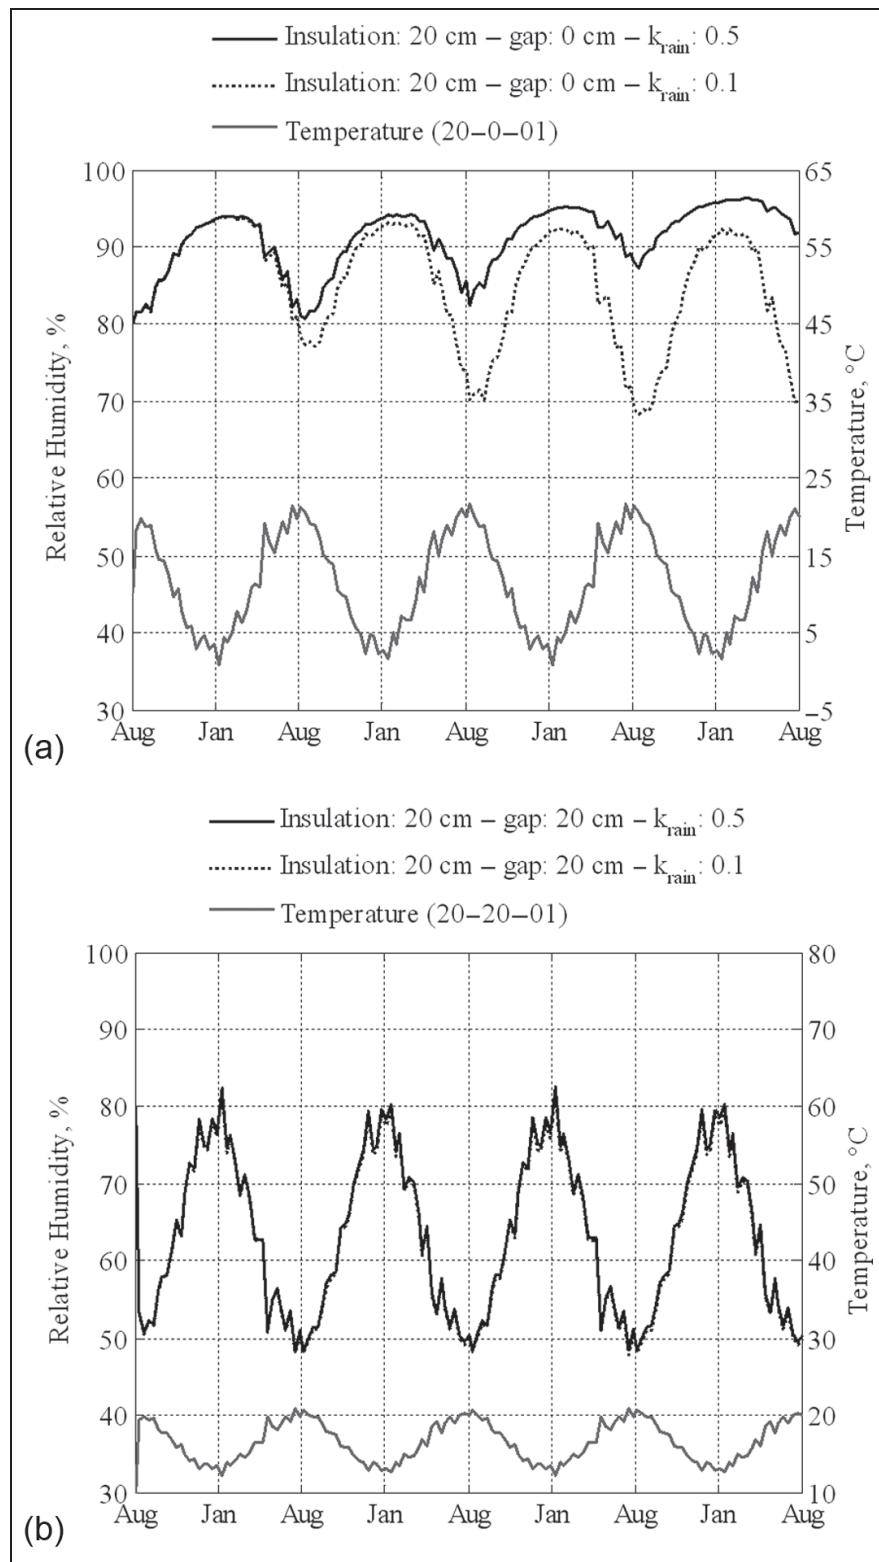 Insulation: 20 cm – gap: 0 cm – k_rain: 0.5
Insulation: 20 cm – gap: 0 cm – k_rain: 0.1
Temperature (20–0–01)
100
90
80
70
60
50
40
30
Relative Humidity, %
65
55
45
35
25
15
5
–5
Temperature, °C
Aug Jan Aug Jan Aug Jan Aug Jan Aug
(a)
Insulation: 20 cm – gap: 20 cm – k_rain: 0.5
Insulation: 20 cm – gap: 20 cm – k_rain: 0.1
Temperature (20–20–01)
100
90
80
70
60
50
40
30
Relative Humidity, %
80
70
60
50
40
30
20
10
Temperature, °C
Aug Jan Aug Jan Aug Jan Aug Jan Aug
(b)